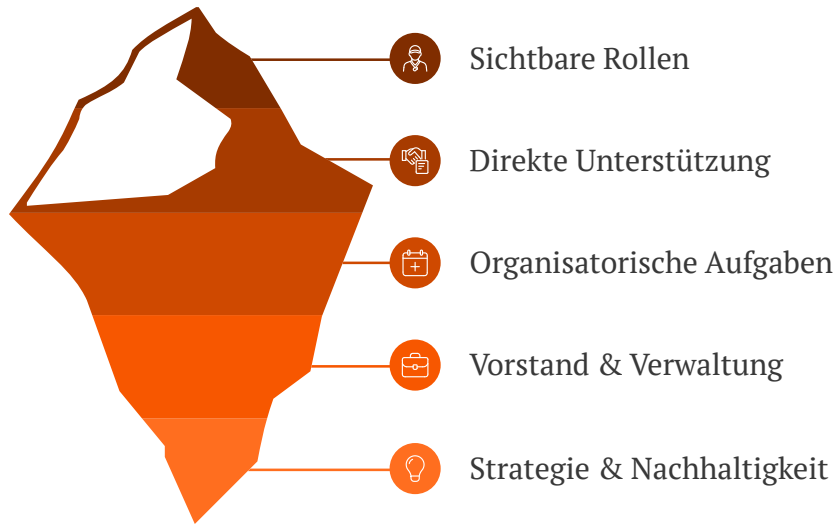 Sichtbare Rollen
Direkte Unterstützung
Organisatorische Aufgaben
Vorstand & Verwaltung
Strategie & Nachhaltigkeit